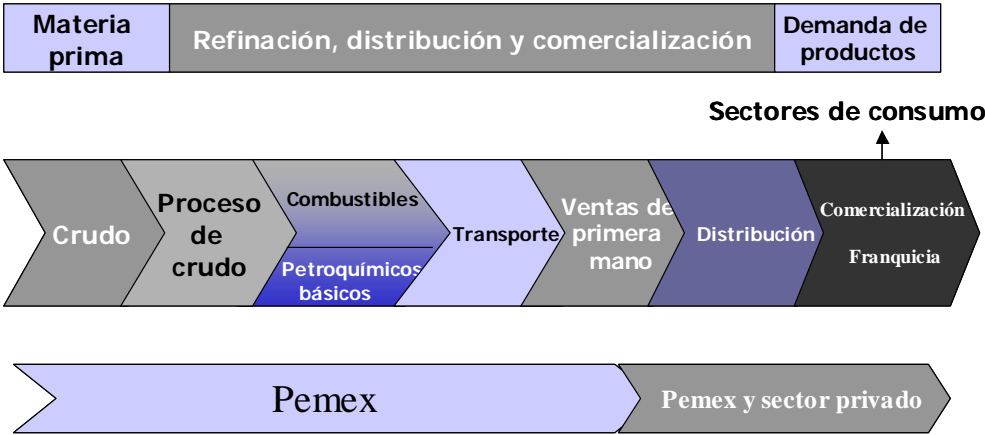 Materia
prima
Refinación, distribución y comercialización
Demanda de
productos
Sectores de consumo
Crudo
Proceso
de
crudo
Combustibles
Petroquímicos
básicos
Transporte
Ventas de
primera
mano
Distribución
Comercialización
Franquicia
Pemex
Pemex y sector privado